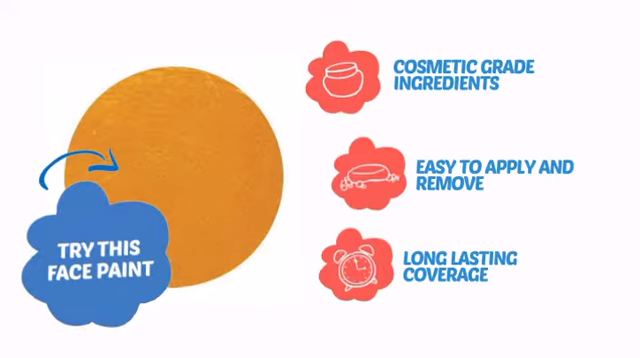 COSMETIC GRADE
INGREDIENTS
EASY TO APPLY AND
REMOVE
TRY THIS
FACE PAINT
LONG LASTING
COVERAGE